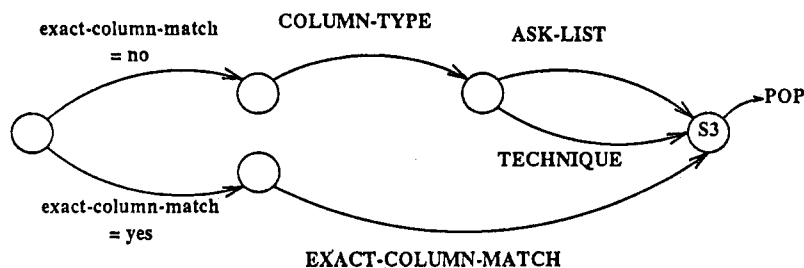 exact-column-match
= no
COLUMN-TYPE
ASK-LIST
POP
S3
TECHNIQUE
exact-column-match
= yes
EXACT-COLUMN-MATCH